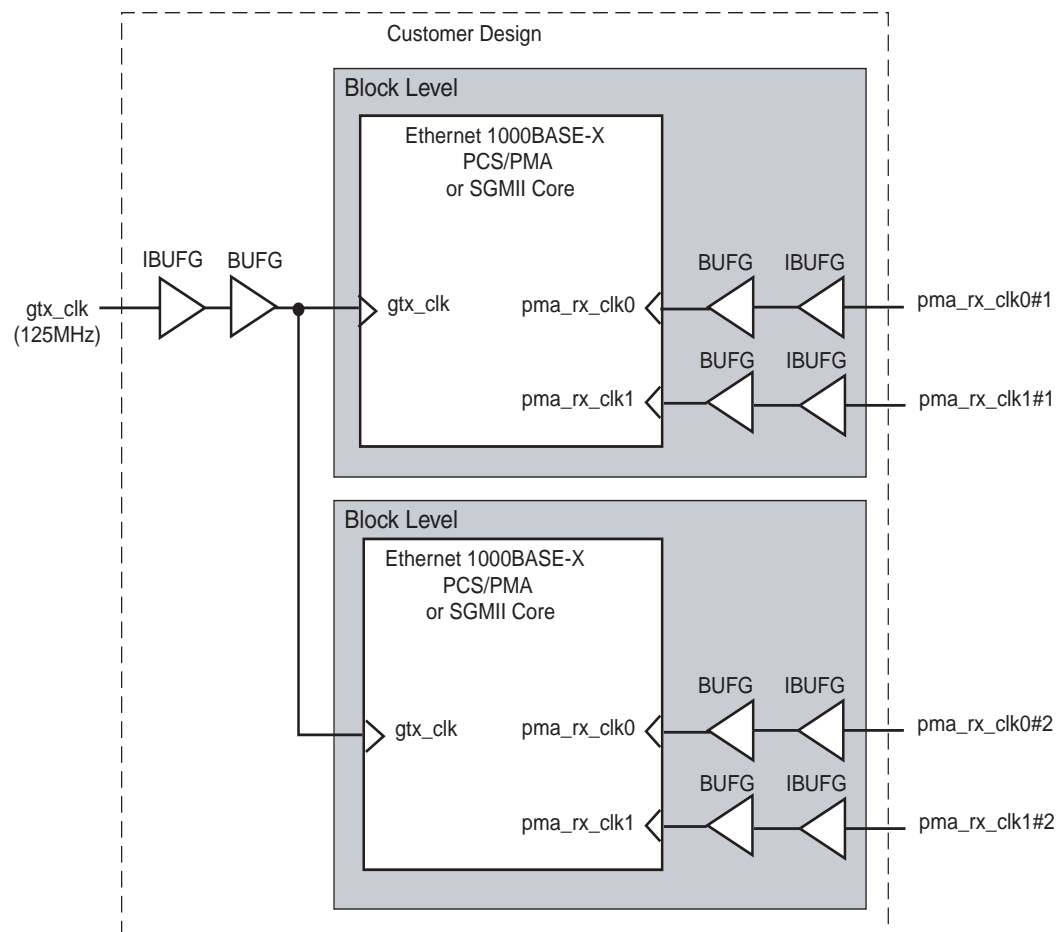 Customer Design
Block Level
Ethernet 1000BASE-X
PCS/PMA
or SGMII Core
IBUFG BUFG
gtx_clk
(125MHz)
gtx_clk
BUFG IBUFG
pma_rx_clk0
pma_rx_clk0#1
BUFG IBUFG
pma_rx_clk1
pma_rx_clk1#1
Block Level
Ethernet 1000BASE-X
PCS/PMA
or SGMII Core
gtx_clk
BUFG IBUFG
pma_rx_clk0
pma_rx_clk0#2
BUFG IBUFG
pma_rx_clk1
pma_rx_clk1#2